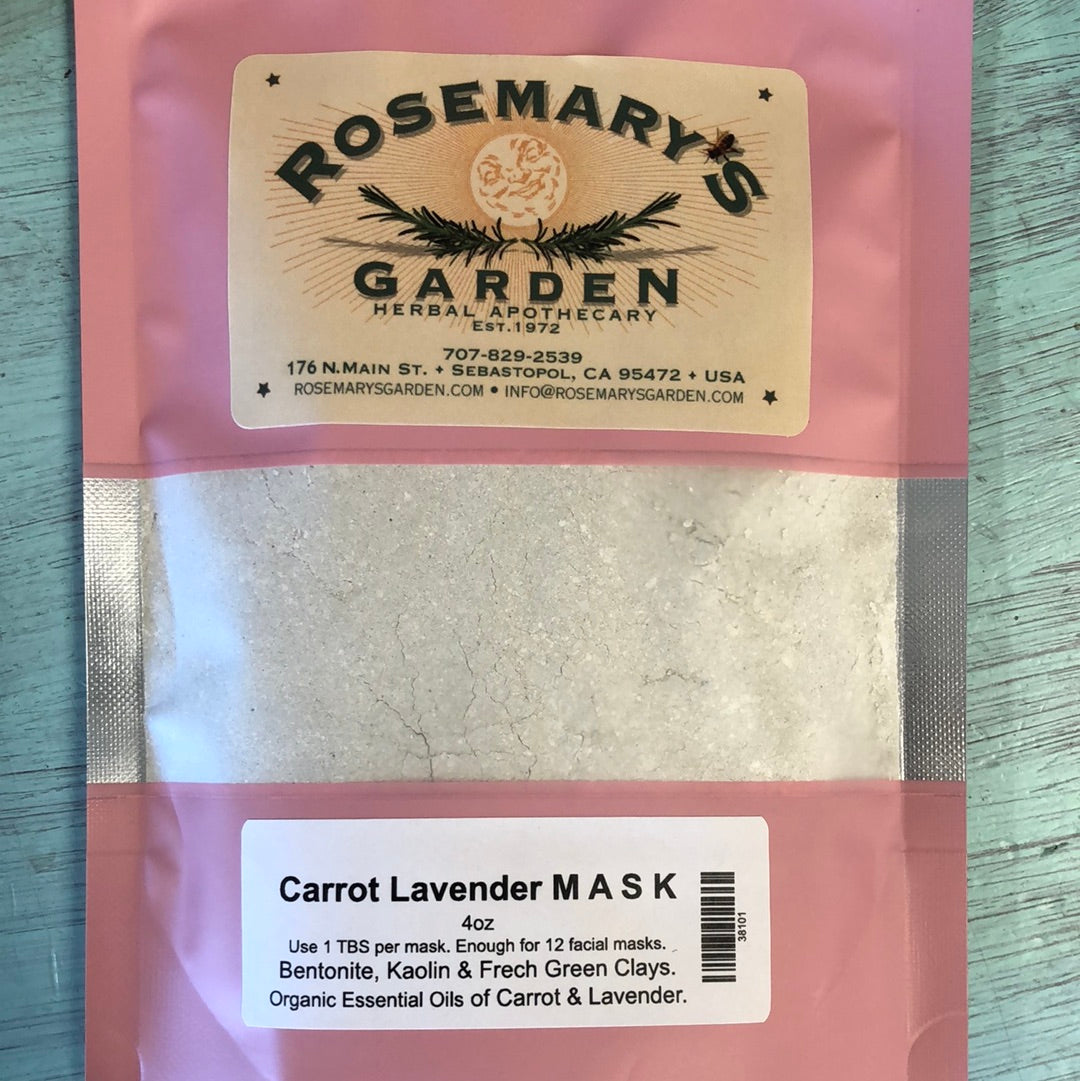 ROSEMARY'S
GARDEN
HERBAL APOTHECARY
EST.1972
707-829-2539
176 N.MAIN ST. + SEBASTOPOL, CA 95472 + USA
ROSEMARYSGARDEN.COM • INFO@ROSEMARYSGARDEN.COM
Carrot Lavender M A S K
4oz
Use 1 TBS per mask. Enough for 12 facial masks.
Bentonite, Kaolin & Frech Green Clays.
Organic Essential Oils of Carrot & Lavender.
38101